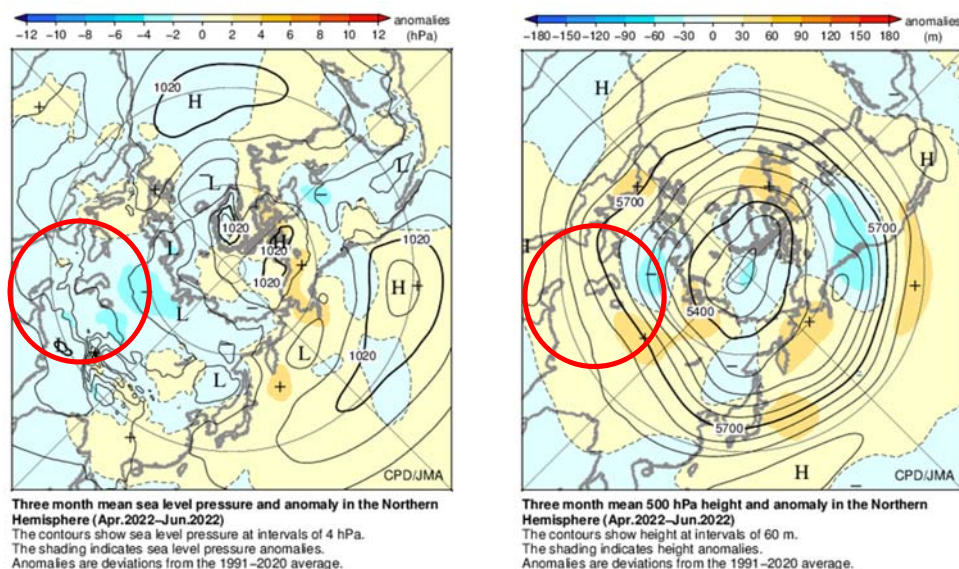 anomalies
−12 −10 −8 −6 −4 −2 0 2 4 6 8 10 12 (hPa)
1020
H
L
L
1020
1020
H
1020
1020
1020
L
H
L
L
1020
L
CPD/JMA
Three month mean sea level pressure and anomaly in the Northern
Hemisphere (Apr.2022−Jun.2022)
The contours show sea level pressure at intervals of 4 hPa.
The shading indicates sea level pressure anomalies.
Anomalies are deviations from the 1991−2020 average.
anomalies
−180−150−120−90 −60 −30 0 30 60 90 120 150 180 (m)
H
H
5700
5700
H
5400
5700
H
CPD/JMA
Three month mean 500 hPa height and anomaly in the Northern
Hemisphere (Apr.2022−Jun.2022)
The contours show height at intervals of 60 m.
The shading indicates height anomalies.
Anomalies are deviations from the 1991−2020 average.